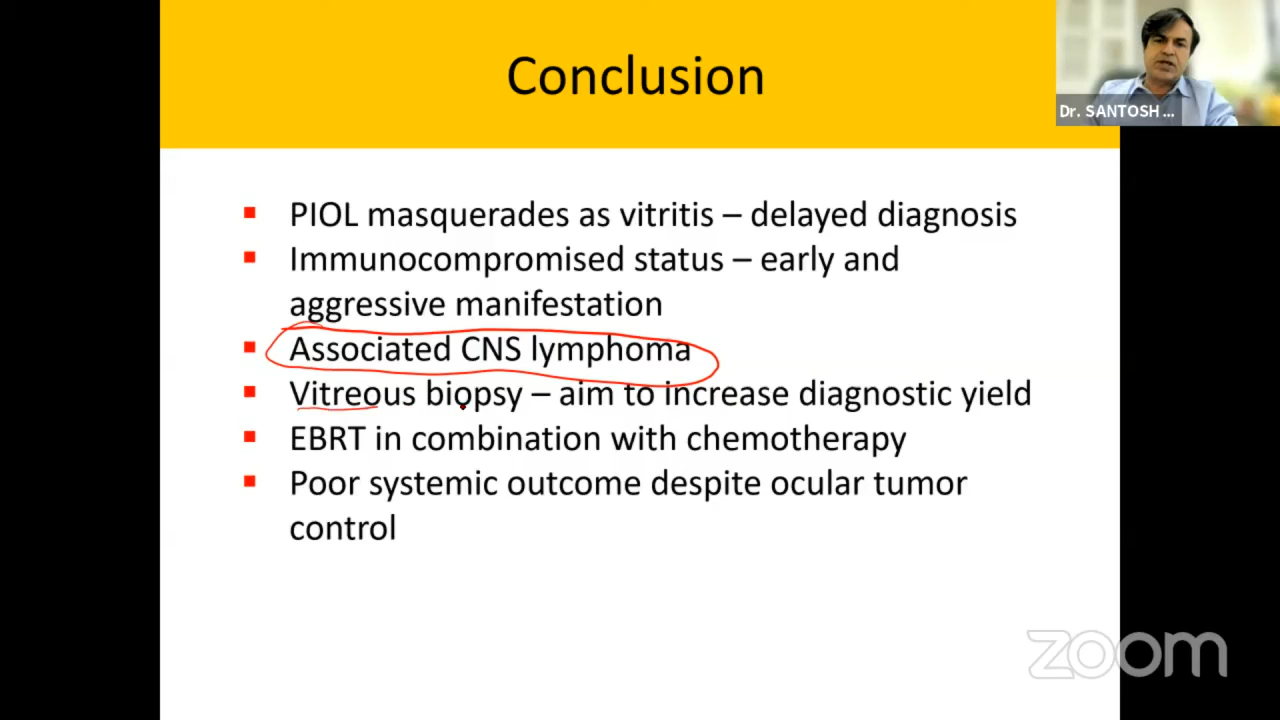 Conclusion
Dr. SANTOSH ...
▪ PIOL masquerades as vitritis – delayed diagnosis
▪ Immunocompromised status – early and
aggressive manifestation
▪ Associated CNS lymphoma
▪ Vitreous biopsy – aim to increase diagnostic yield
▪ EBRT in combination with chemotherapy
▪ Poor systemic outcome despite ocular tumor
control
zoom